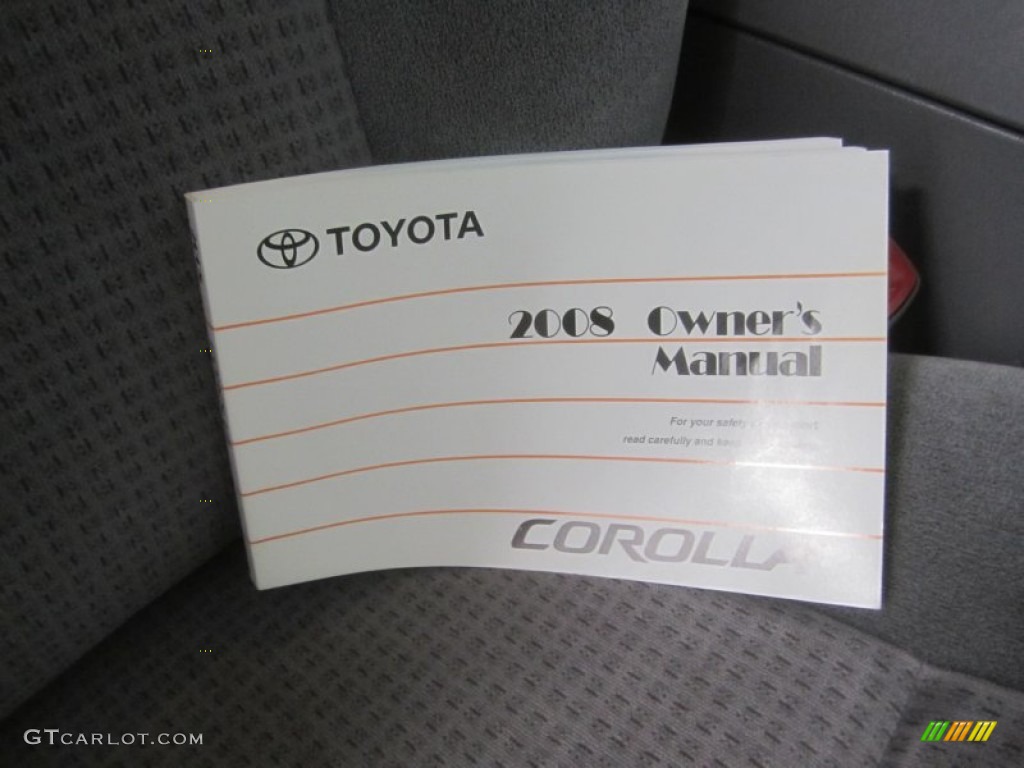 TOYOTA
2008 Owner's
Manual
For your safety
read carefully and
COROLLA
GTCARLOT.COM